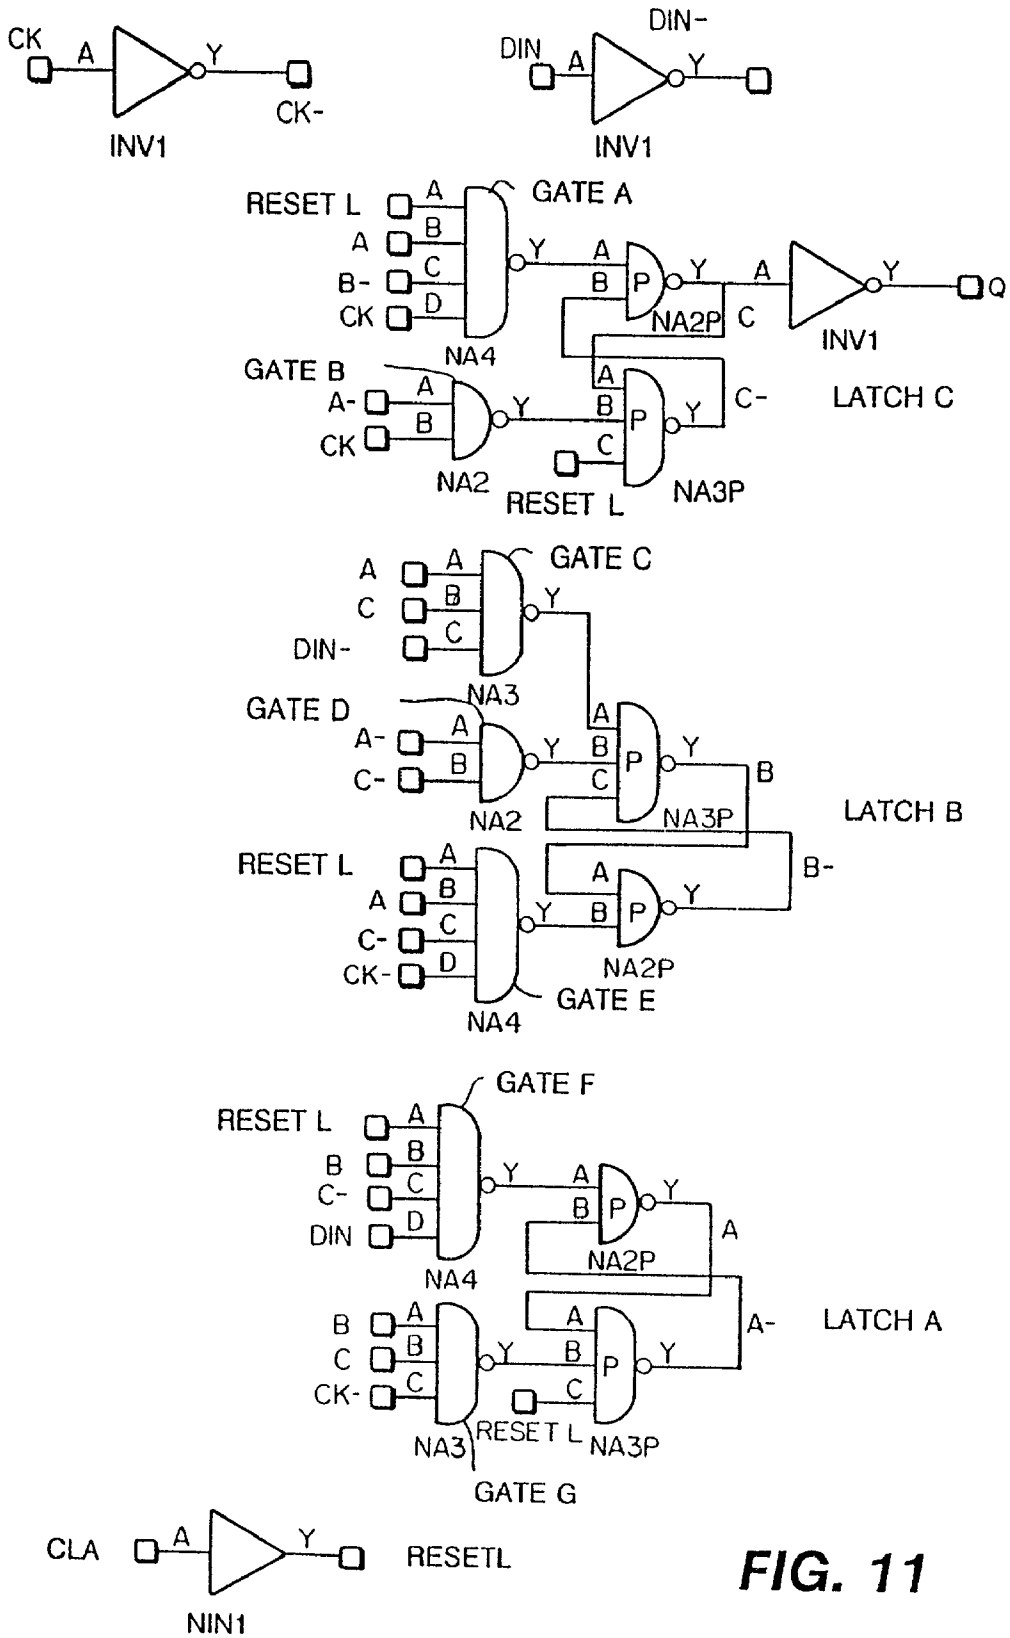 CK A Y
CK-
INV1
DIN-
DIN A Y
INV1
GATE A
RESET L A
A B
B- C
CK D
Y
NA4
A
B
P
Y
NA2P
A Y Q
C
INV1
GATE B
A- A
CK B
Y
NA2
A
B
C
P
Y
C-
RESET L
NA3P
LATCH C
GATE C
A A
C B
DIN- C
Y
NA3
GATE D
A- A
C- B
Y
NA2
A
B
C
P
Y
B
NA3P
LATCH B
RESET L A
A B
C- C
CK- D
Y
A
B
P
Y
B-
NA2P
GATE E
NA4
GATE F
RESET L A
B B
C- C
DIN D
Y
NA4
A
B
P
Y
A
NA2P
B A
C B
CK- C
Y
NA3
A
B
C
P
Y
A-
RESET L
NA3P
LATCH A
GATE G
CLA A Y RESETL
NIN1
FIG. 11